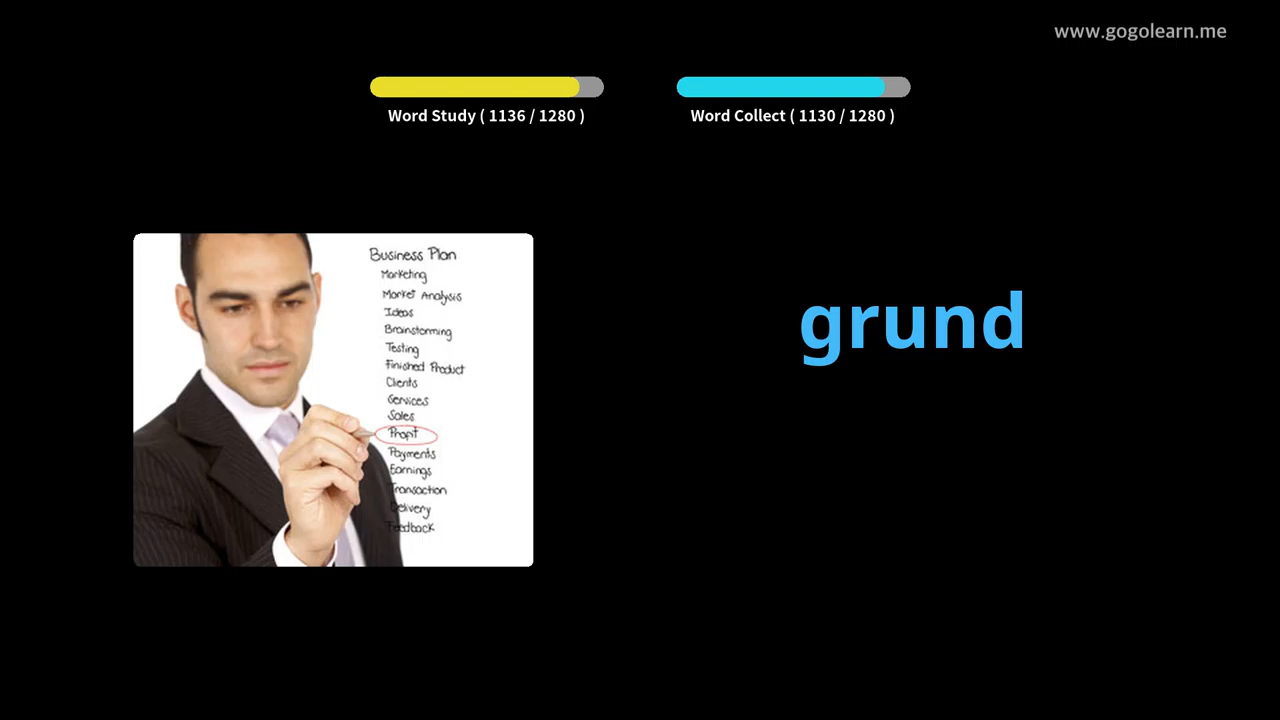 www.gogolearn.me
Word Study ( 1136 / 1280 )
Word Collect ( 1130 / 1280 )
Business Plan
Marketing
Market Analysis
Ideas
Brainstorming
Testing
Finished Product
Clients
Services
Sales
Profit
Payments
Earnings
Transaction
Delivery
Feedback
grund